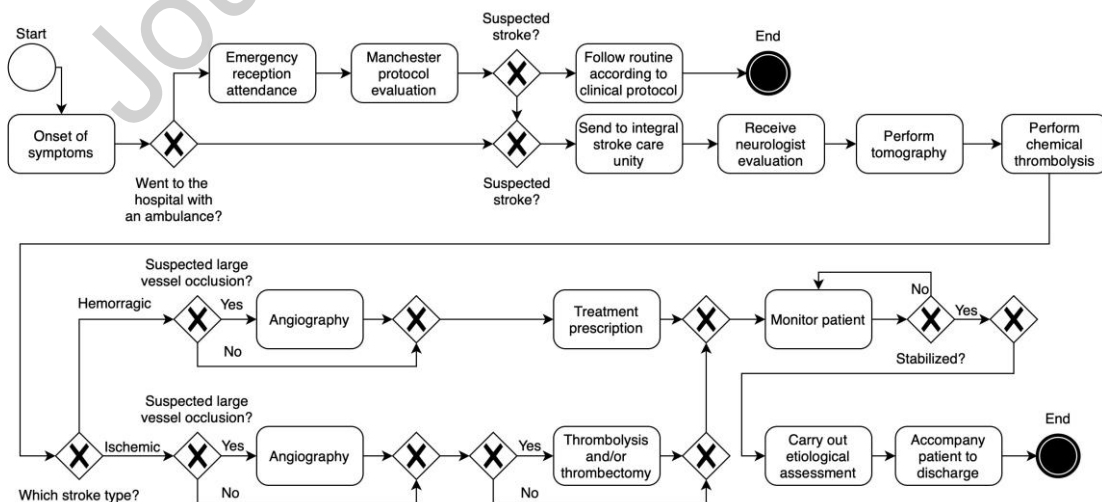 Jou
Start
Suspected
stroke?
End
Emergency
reception
attendance
Manchester
protocol
evaluation
Follow routine
according to
clinical protocol
Onset of
symptoms
Went to the
hospital with
an ambulance?
Suspected
stroke?
Send to integral
stroke care
unity
Receive
neurologist
evaluation
Perform
tomography
Perform
chemical
thrombolysis
Suspected large
vessel occlusion?
Hemorragic
Yes
Angiography
No
Treatment
prescription
Monitor patient
No
Yes
Stabilized?
Suspected large
vessel occlusion?
Which stroke type?
Ischemic
Yes
Angiography
No
Yes
No
Thrombolysis
and/or
thrombectomy
Carry out
etiological
assessment
Accompany
patient to
discharge
End